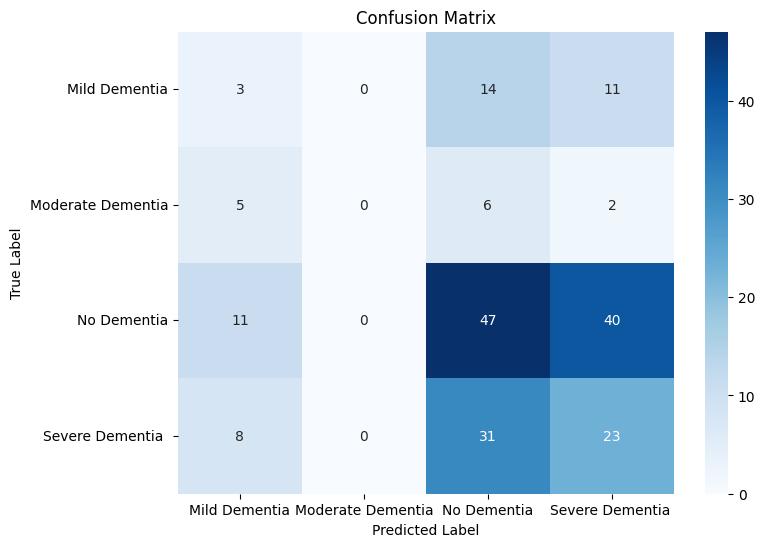 Confusion Matrix
Mild Dementia 3 0 14 11
Moderate Dementia 5 0 6 2
No Dementia 11 0 47 40
Severe Dementia 8 0 31 23
Mild Dementia Moderate Dementia No Dementia Severe Dementia
Predicted Label
True Label
40
30
20
10
0